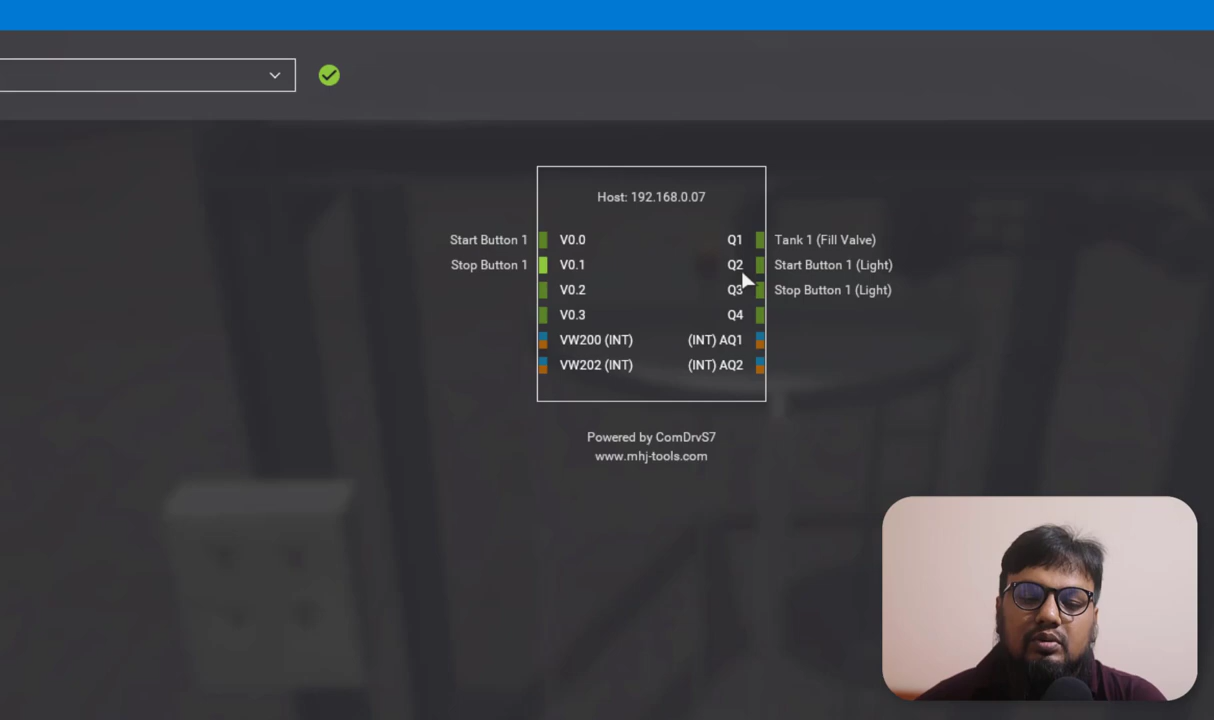 Host: 192.168.0.07
Start Button 1 V0.0 Q1 Tank 1 (Fill Valve)
Stop Button 1 V0.1 Q2 Start Button 1 (Light)
V0.2 Q3 Stop Button 1 (Light)
V0.3 Q4
VW200 (INT) (INT) AQ1
VW202 (INT) (INT) AQ2
Powered by ComDrvS7
www.mhj-tools.com